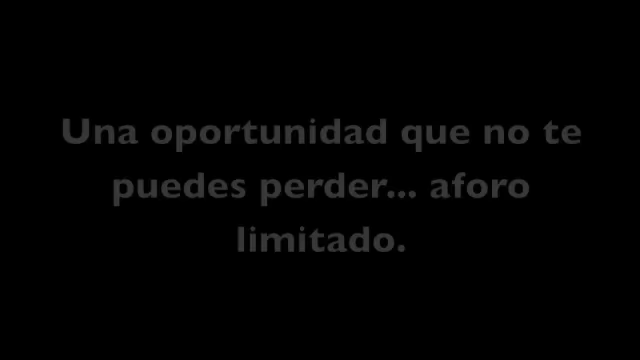 Una oportunidad que no te
puedes perder... aforo
limitado.